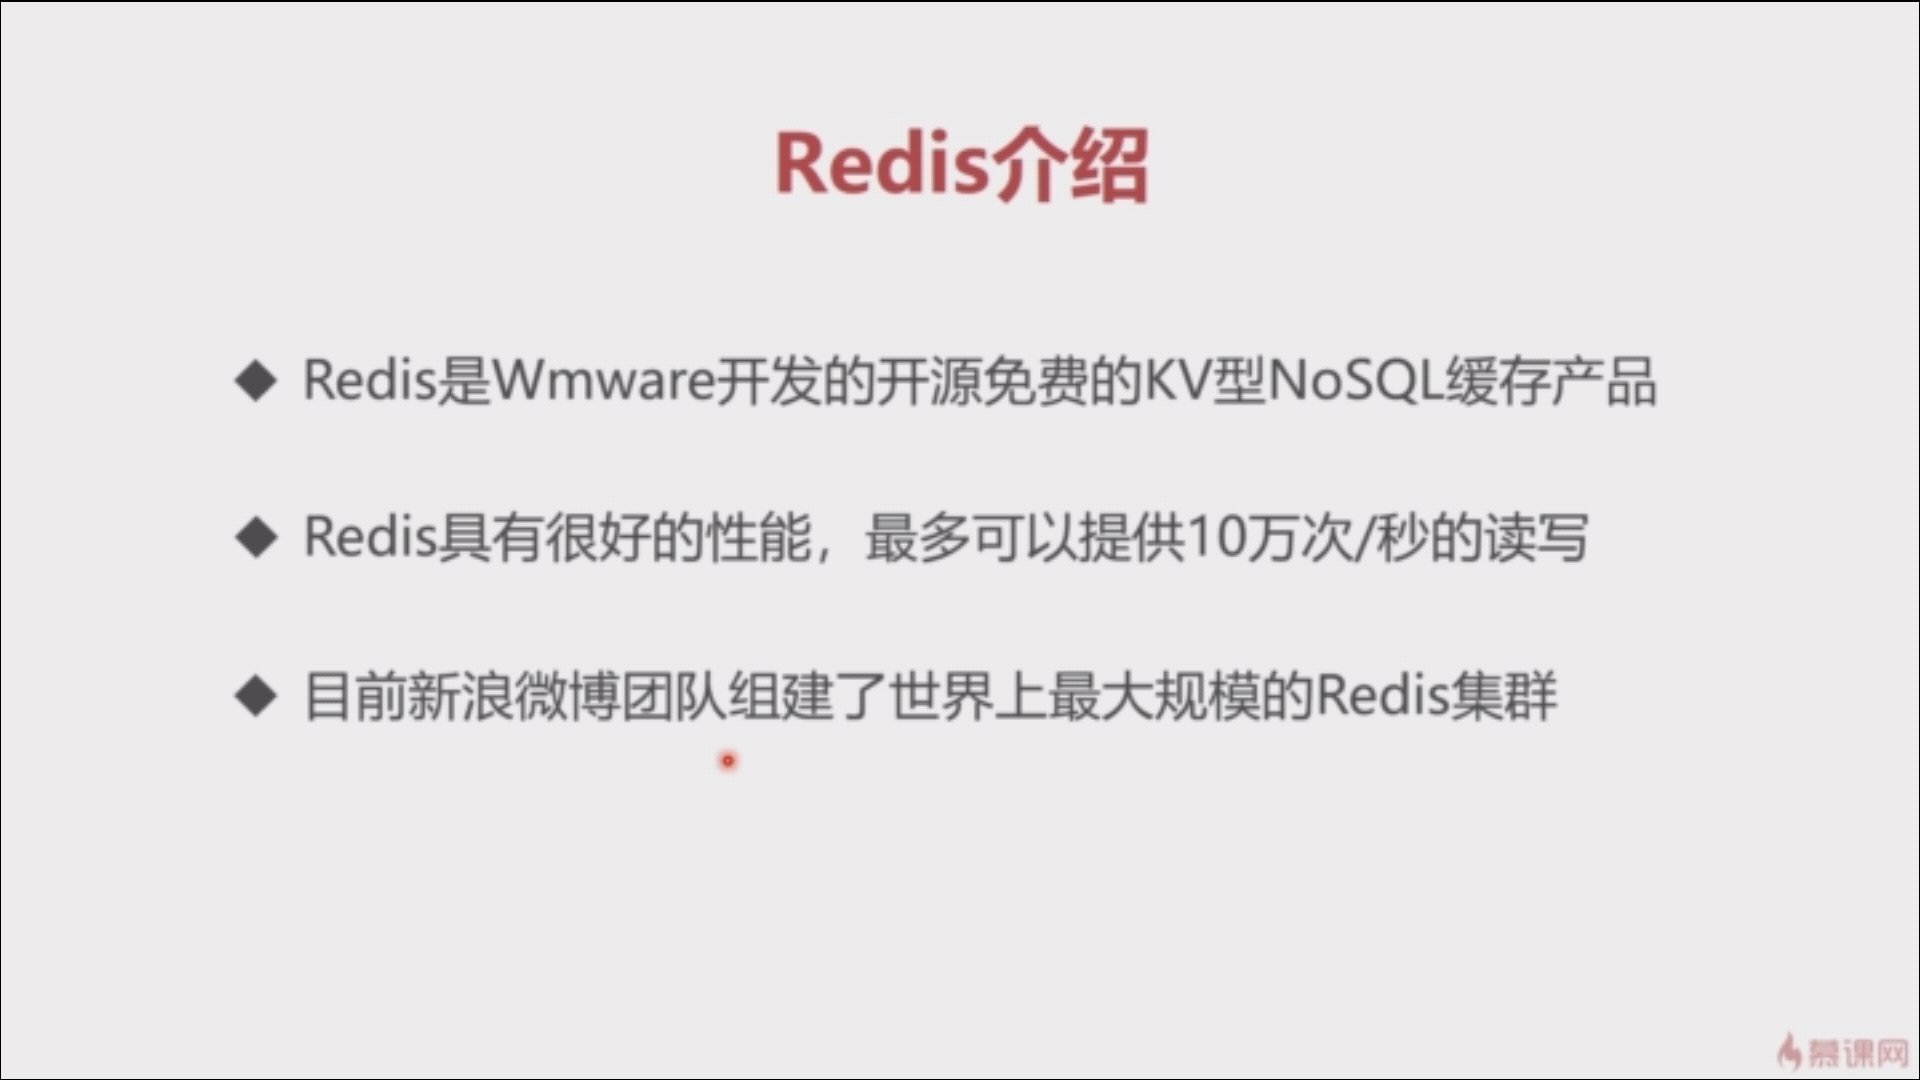 Redis介绍
◆ Redis是Wmware开发的开源免费的KV型NoSQL缓存产品
◆ Redis具有很好的性能，最多可以提供10万次/秒的读写
◆ 目前新浪微博团队组建了世界上最大规模的Redis集群
慕课网